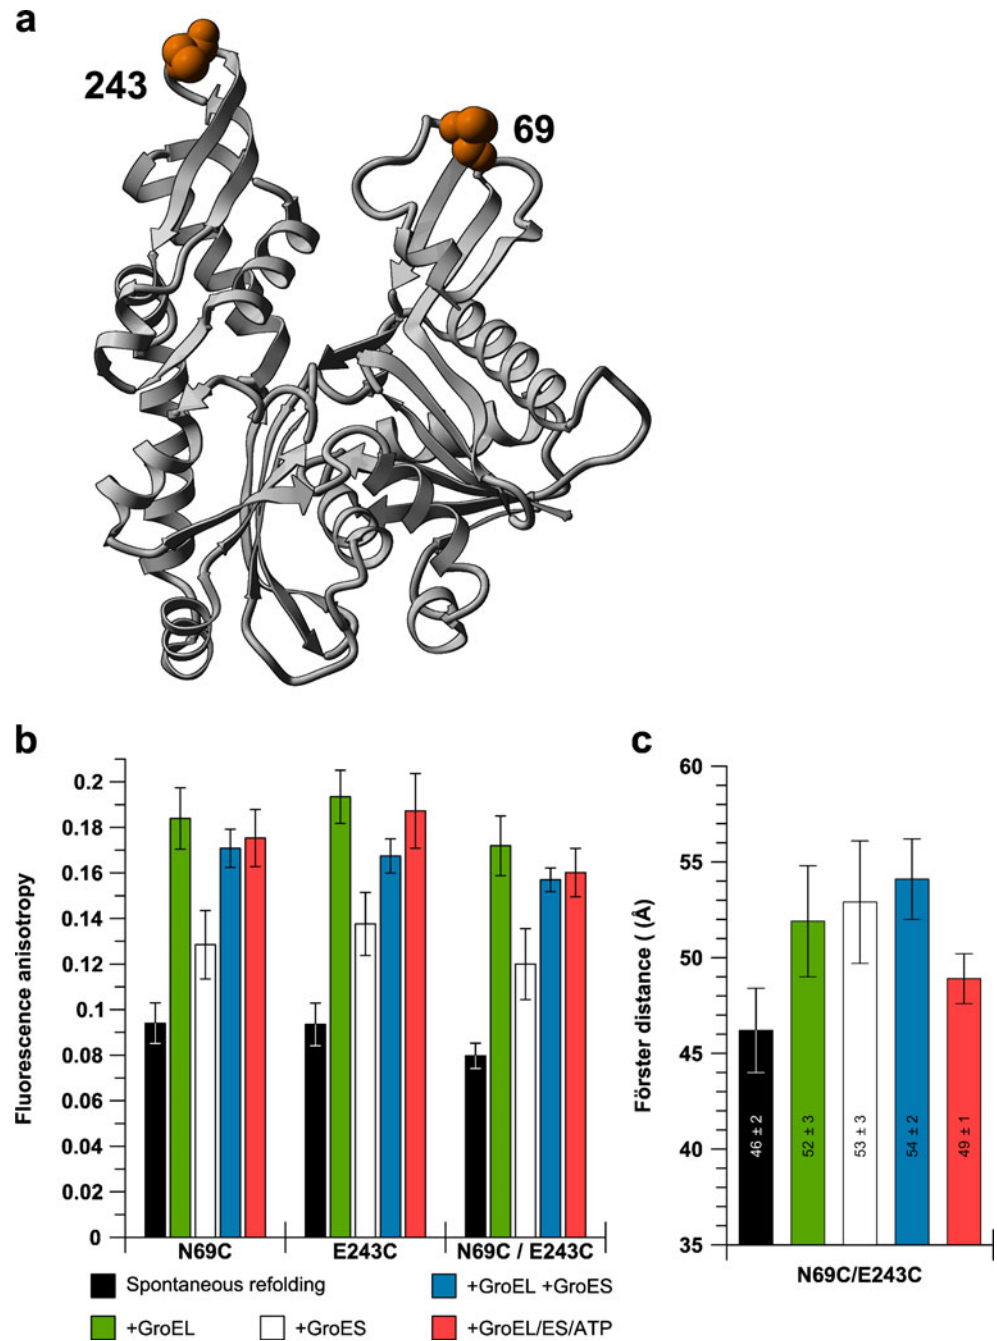 a
243
69
b
Fluorescence anisotropy
0.2
0.18
0.16
0.14
0.12
0.1
0.08
0.06
0.04
0.02
0
N69C
E243C
N69C / E243C
Spontaneous refolding
+GroEL +GroES
+GroEL
+GroES
+GroEL/ES/ATP
c
Förster distance ( (Å)
60
55
50
45
40
35
46 ± 2
52 ± 3
53 ± 3
54 ± 2
49 ± 1
N69C/E243C